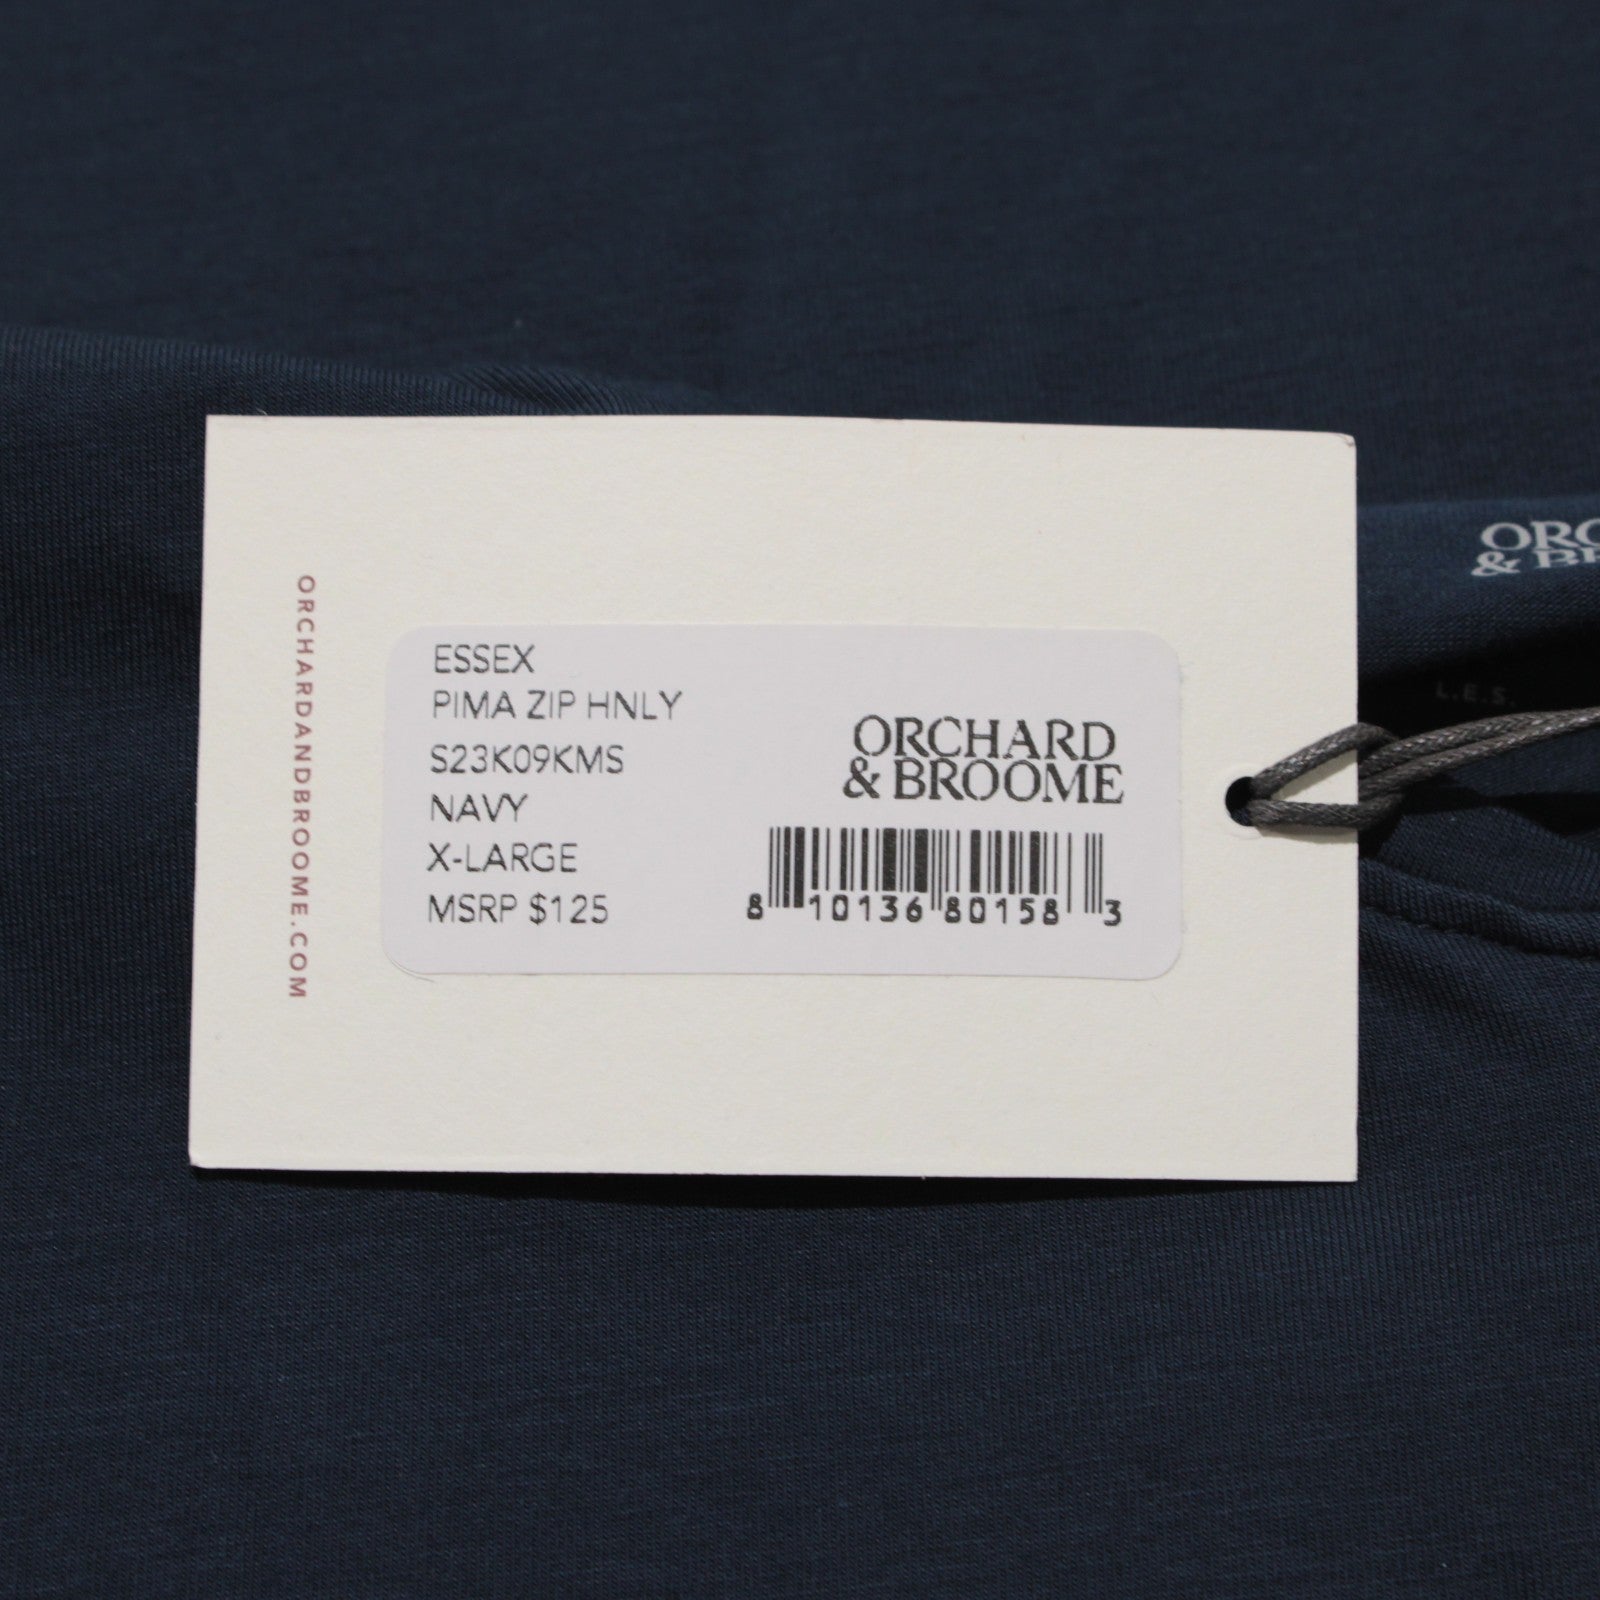 ORCHARDANDBROOME.COM
ESSEX
PIMA ZIP HNLY
S23K09KMS
NAVY
X-LARGE
MSRP $125
ORCHARD
& BROOME
8 10136 80158 3
L.E.S.